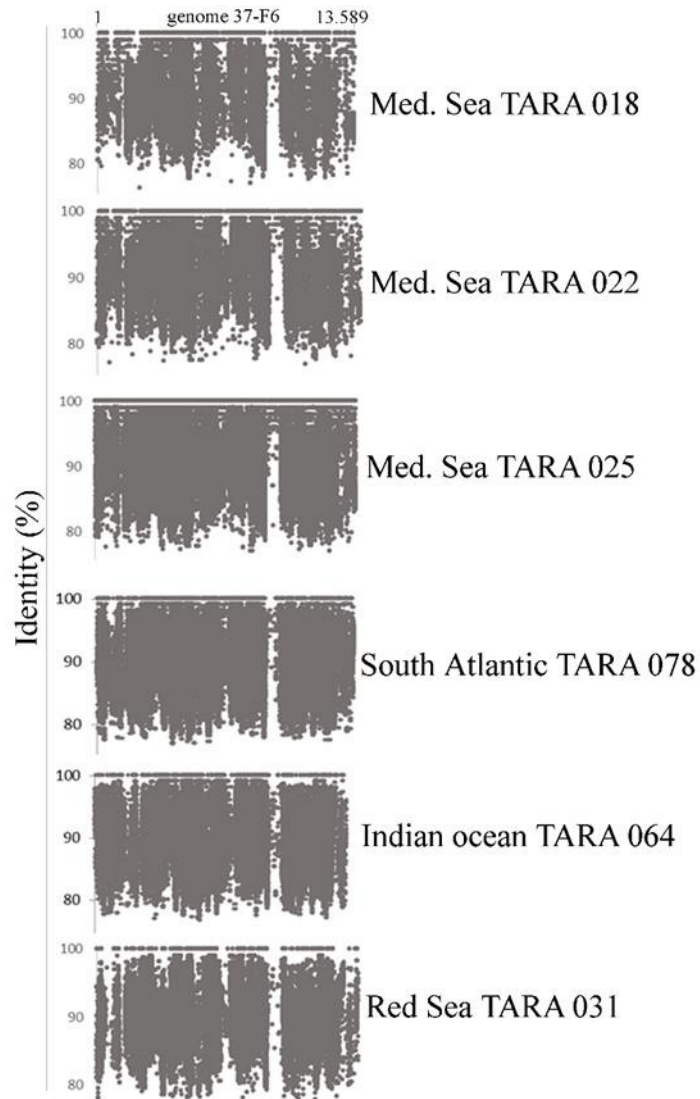 1 genome 37-F6 13.589
100
90
80
Med. Sea TARA 018
100
90
80
Med. Sea TARA 022
100
90
80
Med. Sea TARA 025
Identity (%)
100
90
80
South Atlantic TARA 078
100
90
80
Indian ocean TARA 064
100
90
80
Red Sea TARA 031